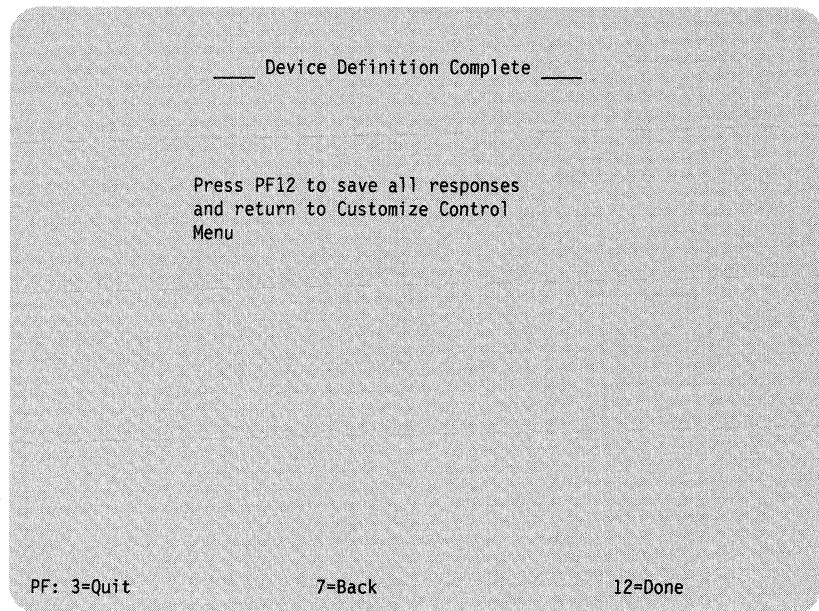 ____ Device Definition Complete ____
Press PF12 to save all responses
and return to Customize Control
Menu
PF: 3=Quit 7=Back 12=Done